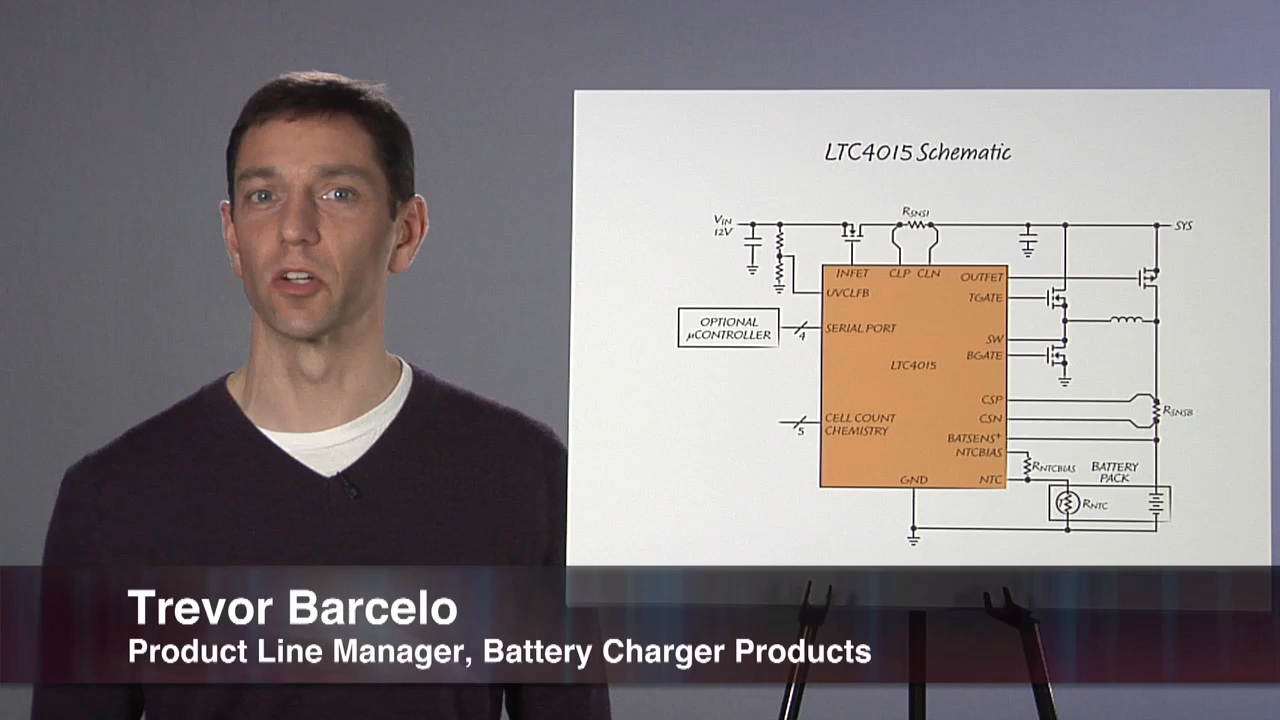 LTC4015 Schematic
VIN
12V
RSNS1
SYS
INFET CLP CLN OUTFET
UVCLFB
TGATE
OPTIONAL
μCONTROLLER
4
SERIAL PORT
SW
BGATE
LTC4015
CSP
5
CELL COUNT
CHEMISTRY
CSN
RSNSB
BATSENS+
NTCBIAS
RNTCBIAS
BATTERY
PACK
GND
NTC
T
RNTC
Trevor Barcelo
Product Line Manager, Battery Charger Products